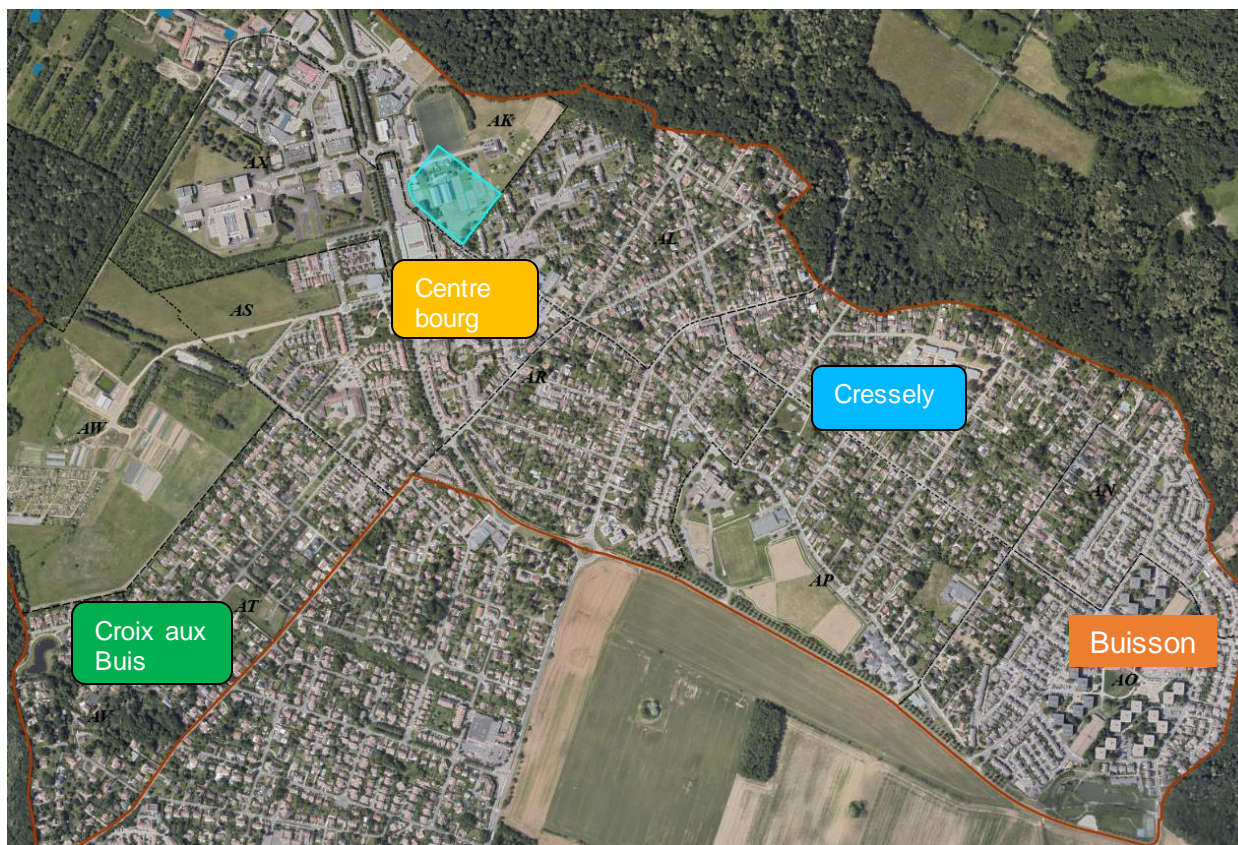 AK
AX
AL
Centre
bourg
AS
AR
Cressely
AW
AN
AP
Croix aux
Buis
AT
Buisson
AO
AV